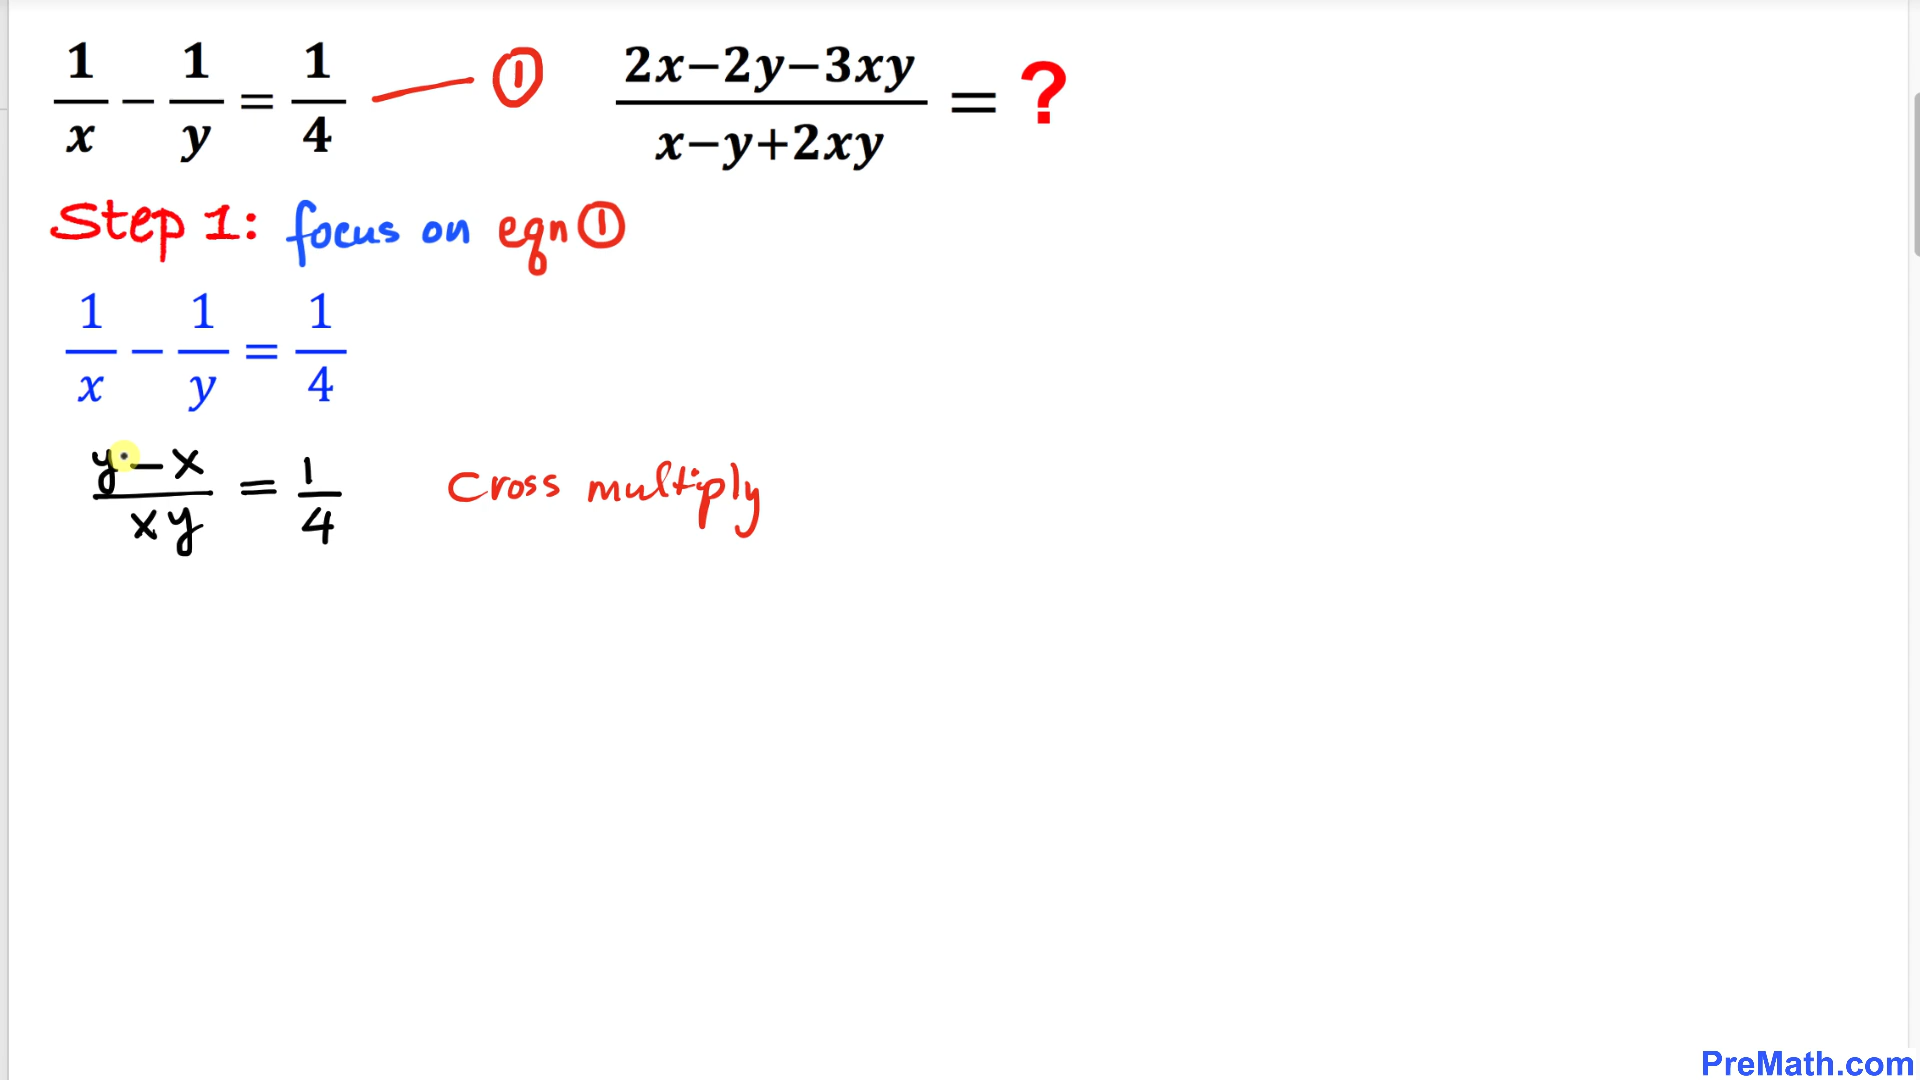 1/x − 1/y = 1/4 — ① (2x−2y−3xy)/(x−y+2xy) = ?
Step 1: focus on eqn ①
1/x − 1/y = 1/4
(y − x)/(xy) = 1/4 Cross multiply
PreMath.com